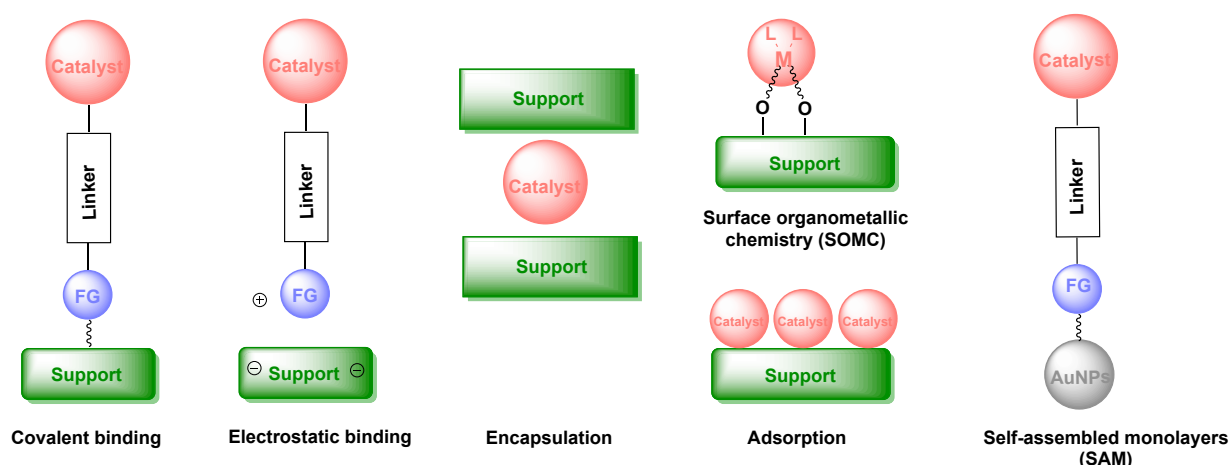 Catalyst
Linker
FG
Support
Covalent binding
Catalyst
Linker
⊕
FG
⊖ Support ⊖
Electrostatic binding
Support
Catalyst
Support
Encapsulation
L L
M
O O
Support
Surface organometallic
chemistry (SOMC)
Catalyst Catalyst Catalyst
Support
Adsorption
Catalyst
Linker
FG
AuNPs
Self-assembled monolayers
(SAM)